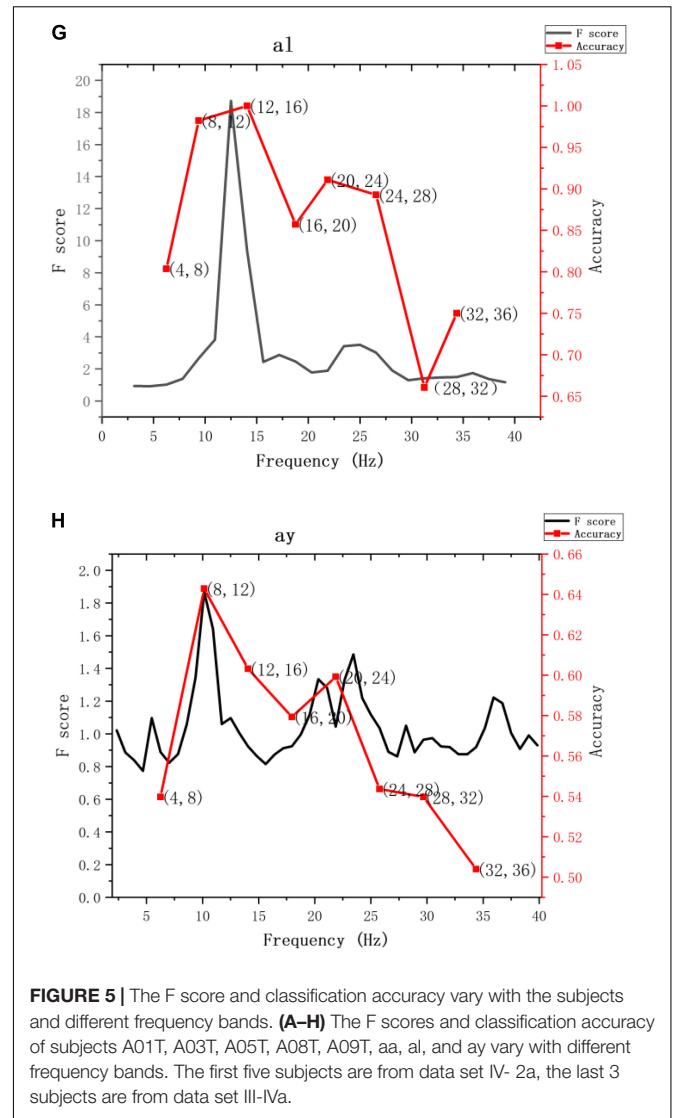 G
al
F score
Accuracy
20
18
16
14
12
10
8
6
4
2
0
F score
1.05
1.00
0.95
0.90
0.85
0.80
0.75
0.70
0.65
Accuracy
(4, 8)
(8, 12)
(12, 16)
(16, 20)
(20, 24)
(24, 28)
(28, 32)
(32, 36)
0 5 10 15 20 25 30 35 40
Frequency (Hz)
H
ay
F score
Accuracy
2.0
1.8
1.6
1.4
1.2
1.0
0.8
0.6
0.4
0.2
0.0
F score
0.66
0.64
0.62
0.60
0.58
0.56
0.54
0.52
0.50
Accuracy
(4, 8)
(8, 12)
(12, 16)
(16, 20)
(20, 24)
(24, 28)
(28, 32)
(32, 36)
5 10 15 20 25 30 35 40
Frequency (Hz)
FIGURE 5 | The F score and classification accuracy vary with the subjects
and different frequency bands. (A–H) The F scores and classification accuracy
of subjects A01T, A03T, A05T, A08T, A09T, aa, al, and ay vary with different
frequency bands. The first five subjects are from data set IV- 2a, the last 3
subjects are from data set III-IVa.